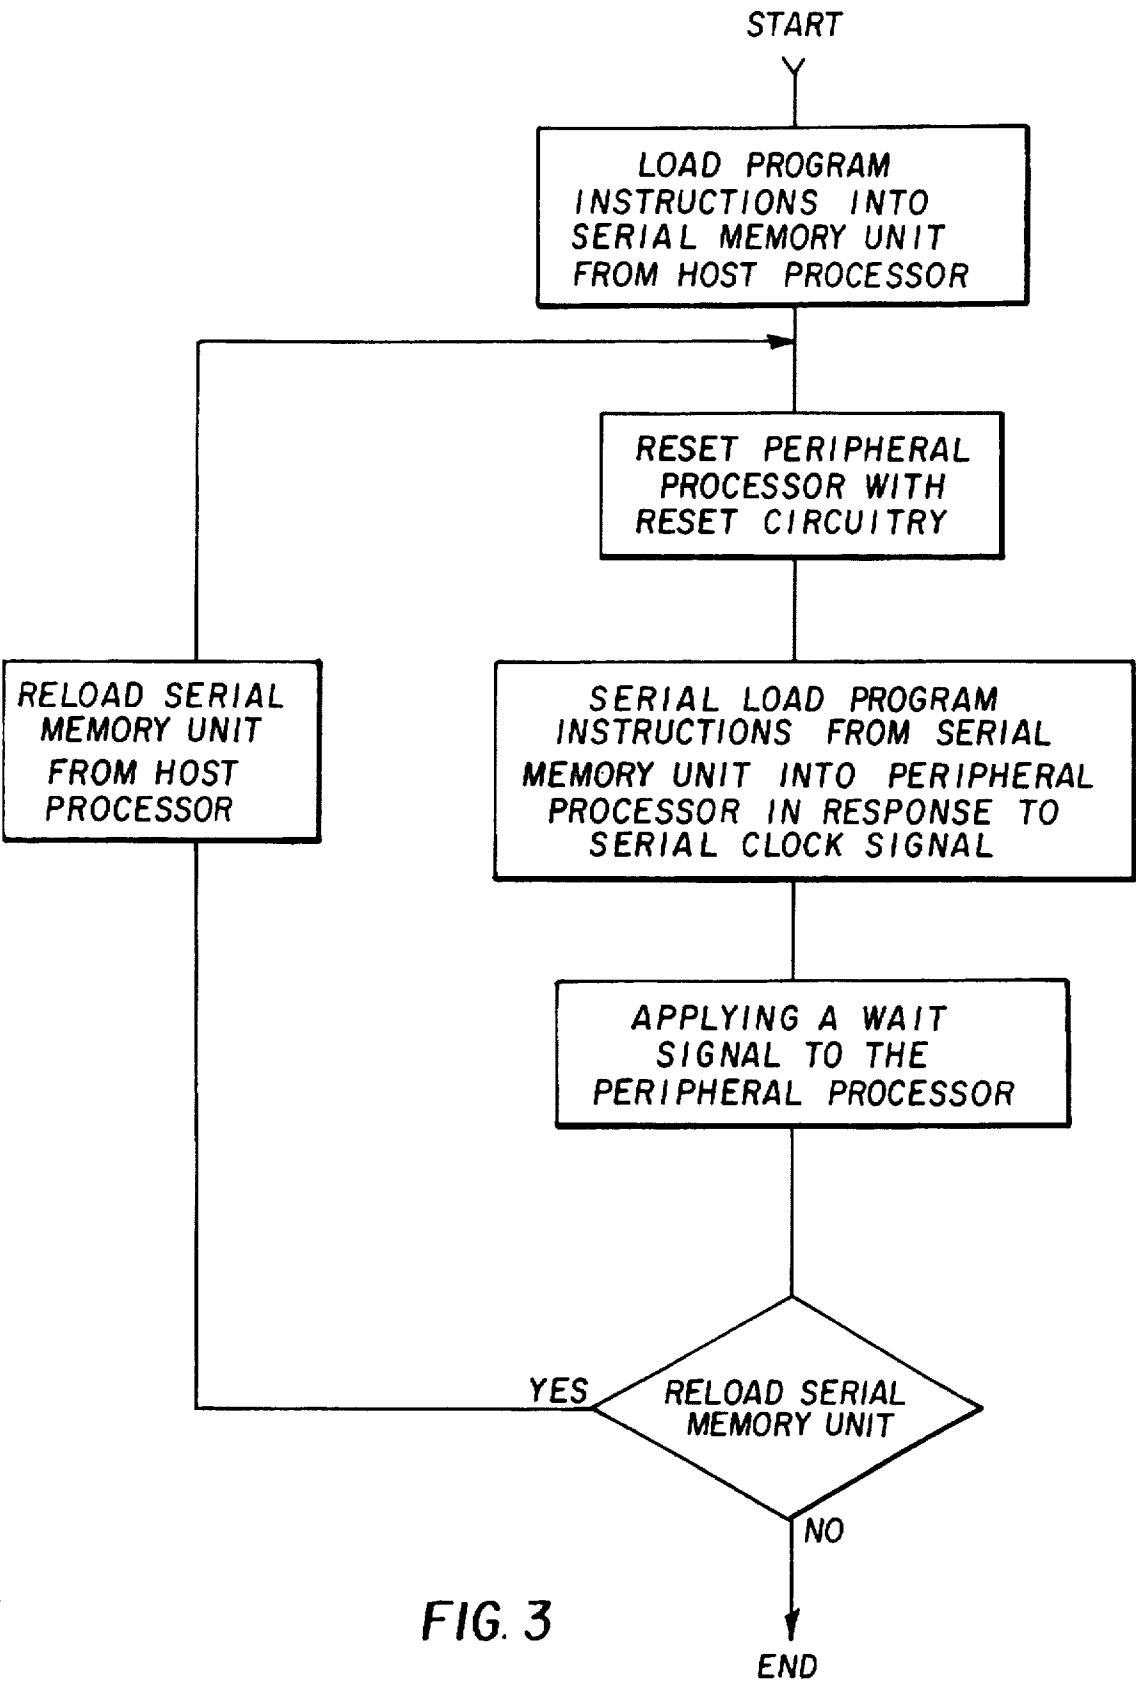 START
LOAD PROGRAM
INSTRUCTIONS INTO
SERIAL MEMORY UNIT
FROM HOST PROCESSOR
RESET PERIPHERAL
PROCESSOR WITH
RESET CIRCUITRY
RELOAD SERIAL
MEMORY UNIT
FROM HOST
PROCESSOR
SERIAL LOAD PROGRAM
INSTRUCTIONS FROM SERIAL
MEMORY UNIT INTO PERIPHERAL
PROCESSOR IN RESPONSE TO
SERIAL CLOCK SIGNAL
APPLYING A WAIT
SIGNAL TO THE
PERIPHERAL PROCESSOR
YES
RELOAD SERIAL
MEMORY UNIT
NO
FIG. 3
END